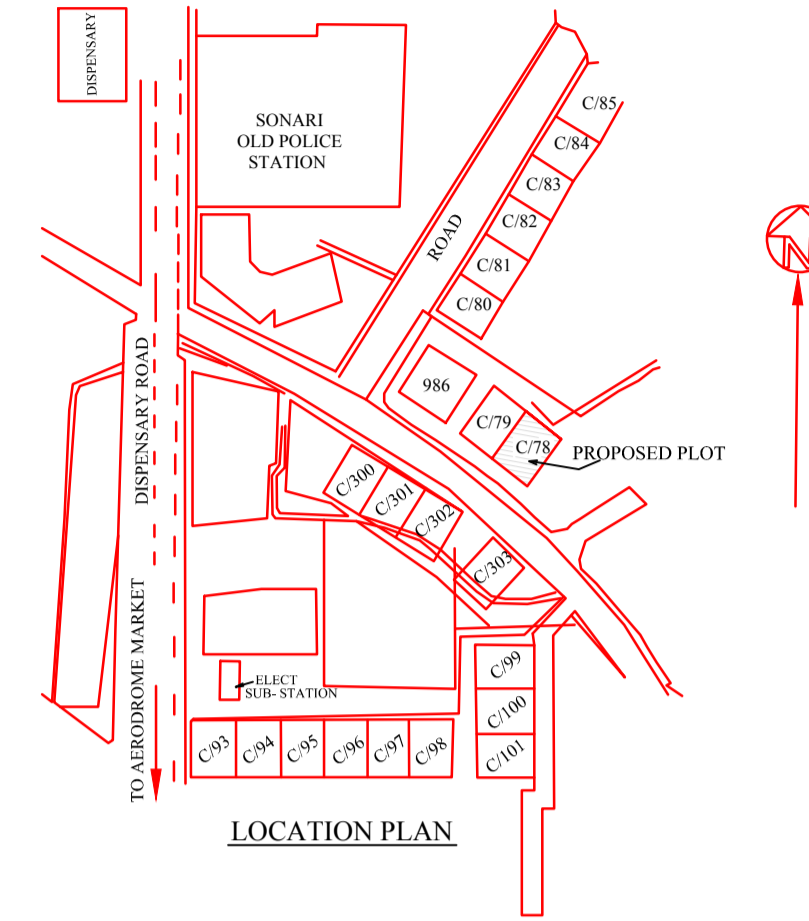 DISPENSARY
SONARI
OLD POLICE
STATION
C/85
C/84
C/83
C/82
C/81
C/80
ROAD
N
986
C/79
C/78
PROPOSED PLOT
DISPENSARY ROAD
C/300
C/301
C/302
C/303
TO AERODROME MARKET
ELECT
SUB- STATION
C/99
C/100
C/101
C/93
C/94
C/95
C/96
C/97
C/98
LOCATION PLAN